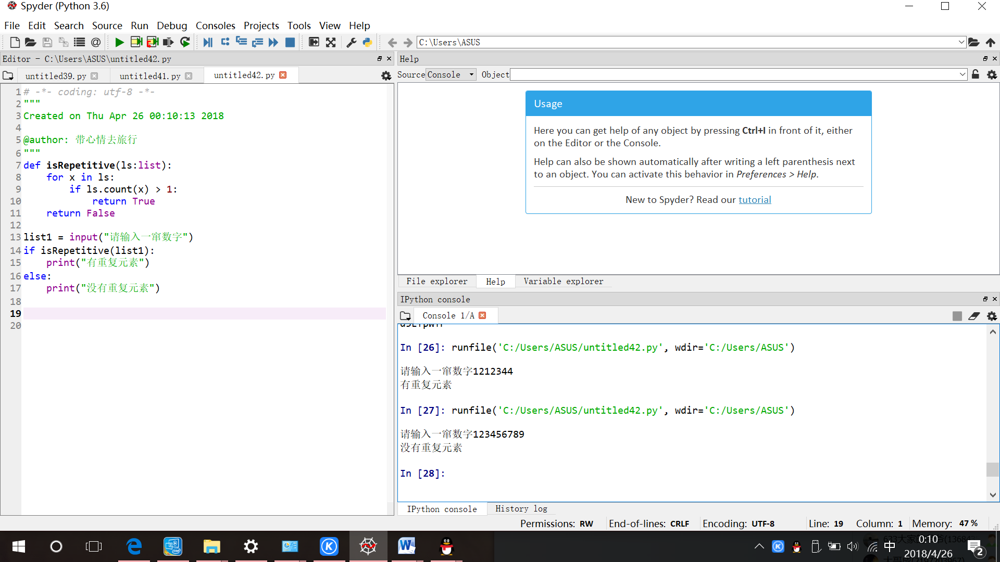 Spyder (Python 3.6)
File Edit Search Source Run Debug Consoles Projects Tools View Help
C:\Users\ASUS
Editor - C:\Users\ASUS\untitled42.py
untitled39.py untitled41.py untitled42.py
1 # -*- coding: utf-8 -*-
2 """
3 Created on Thu Apr 26 00:10:13 2018
4
5 @author: 带心情去旅行
6 """
7 def isRepetitive(ls:list):
8     for x in ls:
9         if ls.count(x) > 1:
10             return True
11     return False
12
13 list1 = input("请输入一窜数字")
14 if isRepetitive(list1):
15     print("有重复元素")
16 else:
17     print("没有重复元素")
18
19
20
Help
Source Console Object
Usage
Here you can get help of any object by pressing Ctrl+I in front of it, either
on the Editor or the Console.
Help can also be shown automatically after writing a left parenthesis next
to an object. You can activate this behavior in Preferences > Help.
New to Spyder? Read our tutorial
File explorer Help Variable explorer
IPython console
Console 1/A
In [26]: runfile('C:/Users/ASUS/untitled42.py', wdir='C:/Users/ASUS')
请输入一窜数字1212344
有重复元素
In [27]: runfile('C:/Users/ASUS/untitled42.py', wdir='C:/Users/ASUS')
请输入一窜数字123456789
没有重复元素
In [28]:
IPython console History log
Permissions: RW End-of-lines: CRLF Encoding: UTF-8 Line: 19 Column: 1 Memory: 47 %
中
0:10
2018/4/26
2